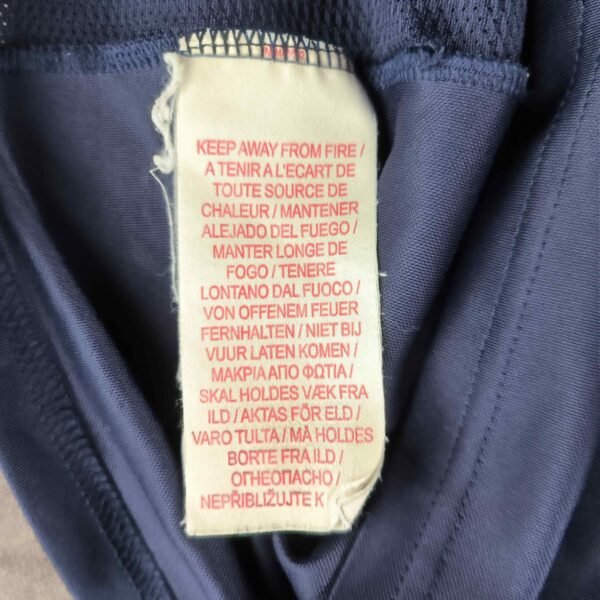 KEEP AWAY FROM FIRE /
A TENIR A L'ECART DE
TOUTE SOURCE DE
CHALEUR / MANTENER
ALEJADO DEL FUEGO /
MANTER LONGE DE
FOGO / TENERE
LONTANO DAL FUOCO /
VON OFFENEM FEUER
FERNHALTEN / NIET BIJ
VUUR LATEN KOMEN /
ΜΑΚΡΙΑ ΑΠΟ ΦΩΤΙΑ /
SKAL HOLDES VÆK FRA
ILD / AKTAS FÖR ELD /
VARO TULTA / MÅ HOLDES
BORTE FRA ILD /
ОГНЕОПАСНО /
NEPŘIBLIŽUJTE K